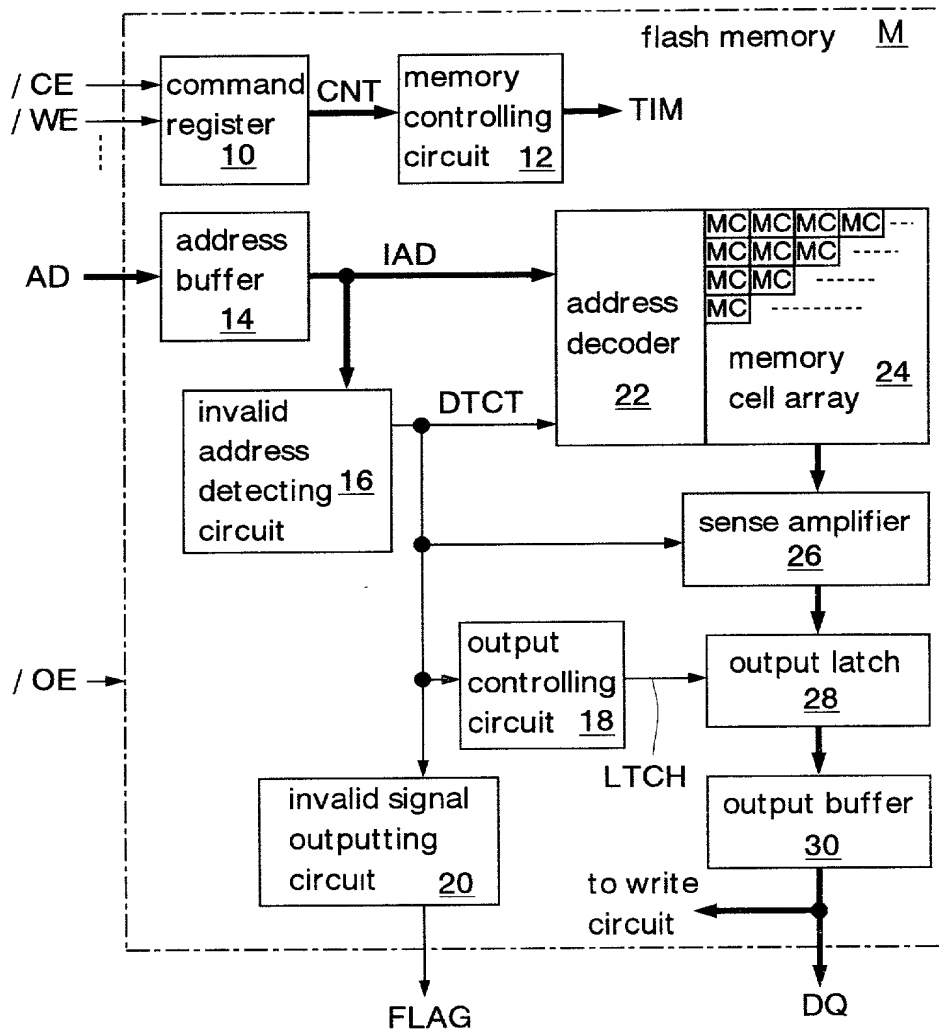 flash memory M
/ CE
/ WE
command
register
10
CNT
memory
controlling
circuit 12
TIM
AD
address
buffer
14
IAD
address
decoder
22
MC MC MC MC
MC MC MC
MC MC
MC
memory
cell array
24
invalid
address
detecting
circuit
16
DTCT
sense amplifier
26
/ OE
output
controlling
circuit 18
LTCH
output latch
28
invalid signal
outputting
circuit 20
output buffer
30
to write
circuit
FLAG
DQ